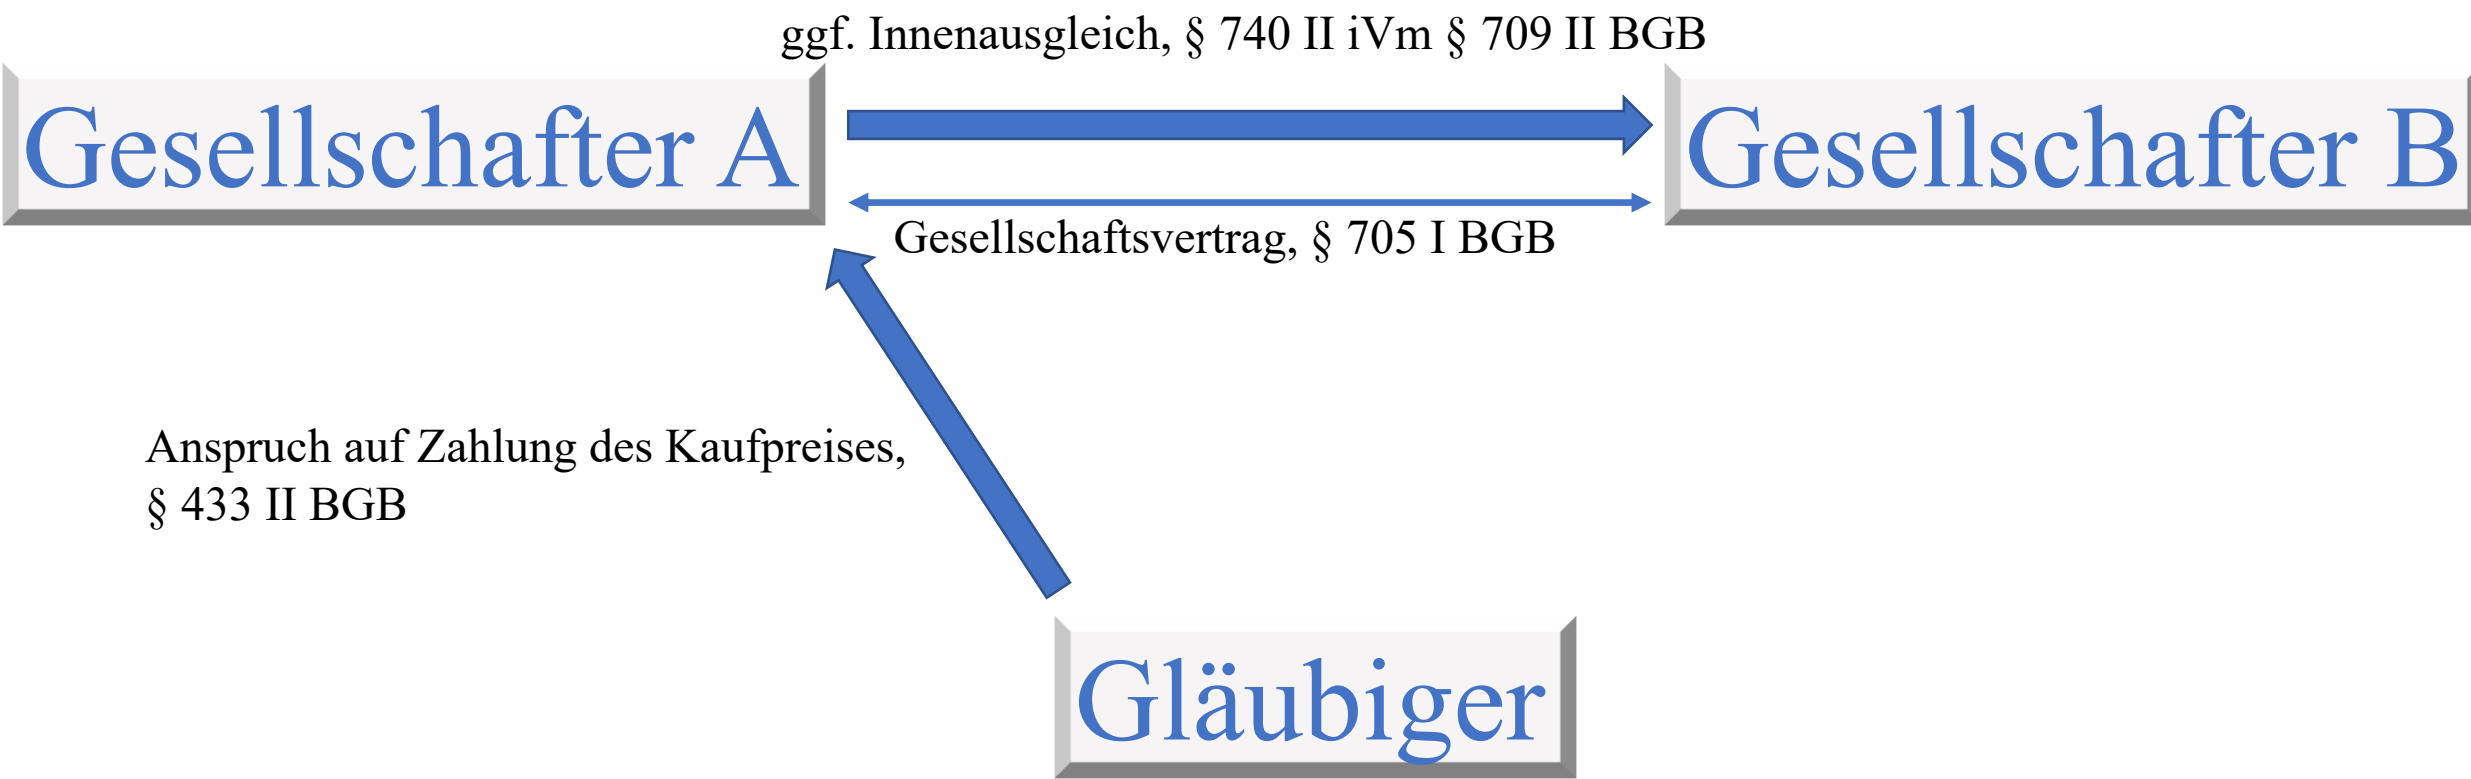 ggf. Innenausgleich, § 740 II iVm § 709 II BGB
Gesellschafter A
Gesellschafter B
Gesellschaftsvertrag, § 705 I BGB
Anspruch auf Zahlung des Kaufpreises,
§ 433 II BGB
Gläubiger